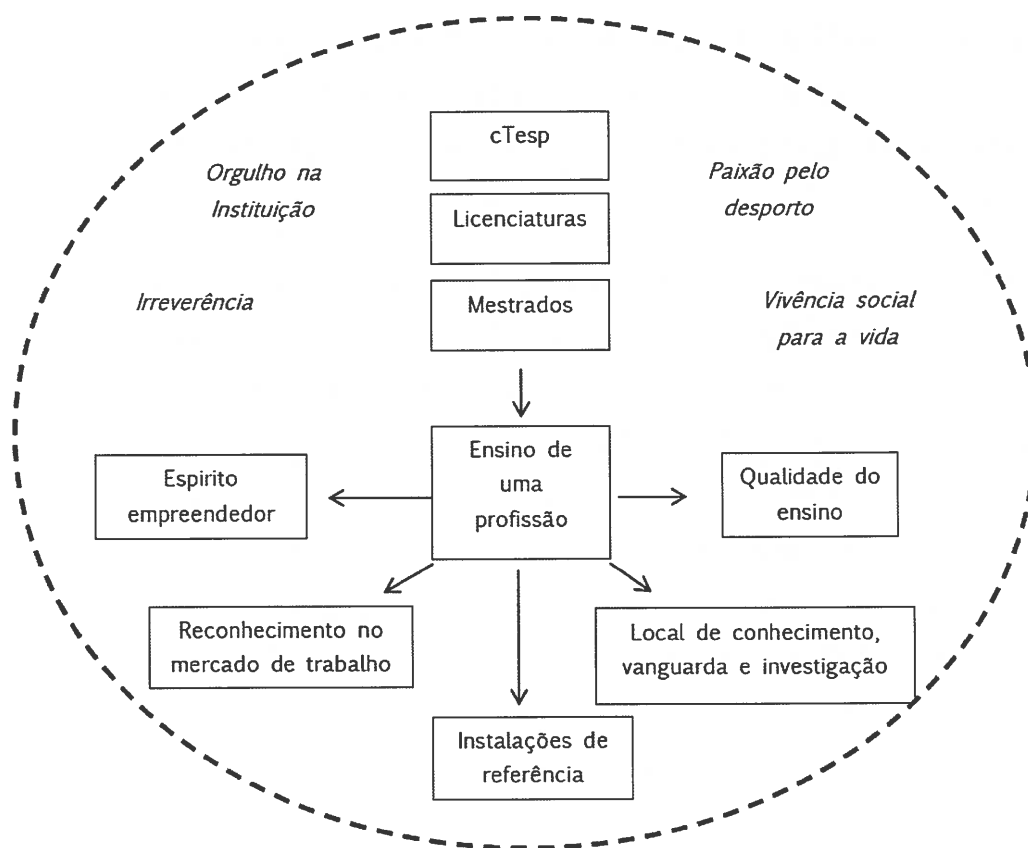 cTesp
Orgulho na
Instituição
Paixão pelo
desporto
Licenciaturas
Irreverência
Mestrados
Vivência social
para a vida
Ensino de
uma
profissão
Espirito
empreendedor
Qualidade do
ensino
Reconhecimento no
mercado de trabalho
Local de conhecimento,
vanguarda e investigação
Instalações de
referência